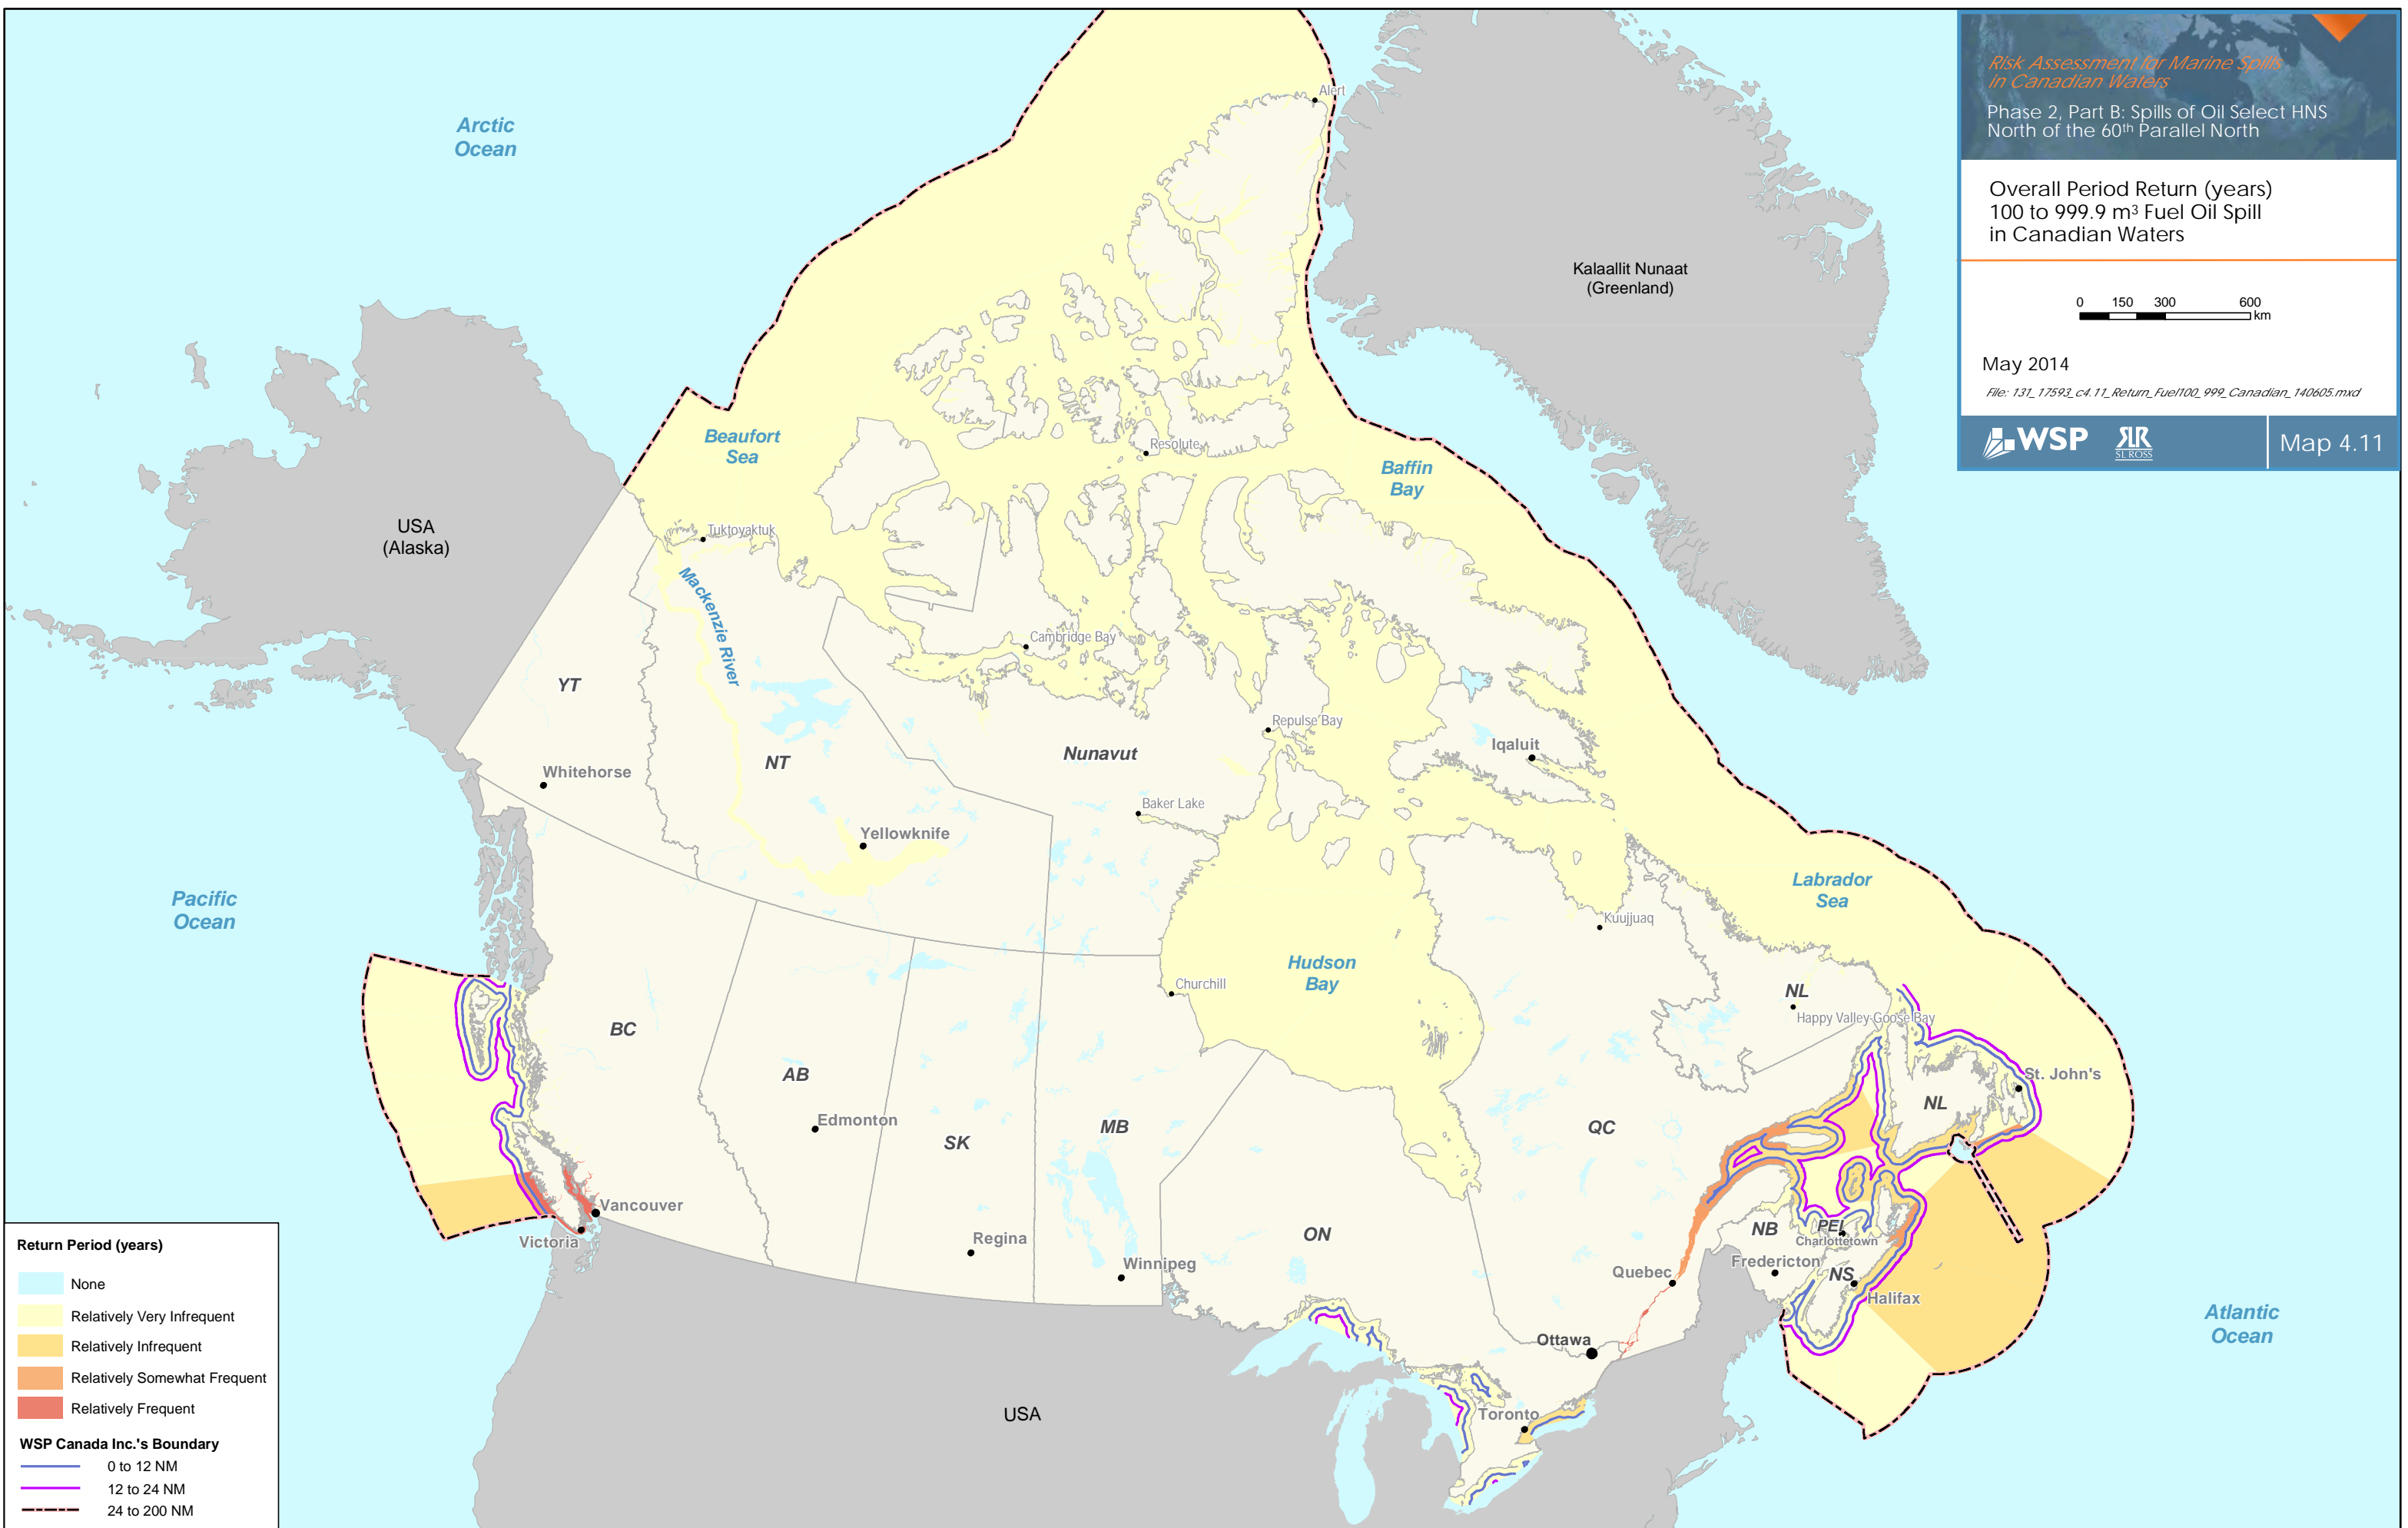 Risk Assessment for Marine Spills
in Canadian Waters
Phase 2, Part B: Spills of Oil Select HNS
North of the 60th Parallel North
Overall Period Return (years)
100 to 999.9 m³ Fuel Oil Spill
in Canadian Waters
0 150 300 600
km
May 2014
File: 131_17593_c4.11_Return_Fuel100_999_Canadian_140605.mxd
WSP
SLR
SL ROSS
Map 4.11
Alert
Arctic
Ocean
Kalaallit Nunaat
(Greenland)
Beaufort
Sea
Resolute
Baffin
Bay
USA
(Alaska)
Tuktoyaktuk
Mackenzie River
Cambridge Bay
YT
Repulse Bay
NT
Nunavut
Iqaluit
Whitehorse
Baker Lake
Yellowknife
Pacific
Ocean
Labrador
Sea
Kuujjuaq
Hudson
Bay
Churchill
NL
Happy Valley-Goose Bay
BC
AB
St. John's
NL
Edmonton
SK
MB
QC
Vancouver
Victoria
Regina
Winnipeg
ON
NB
PEI
Charlottetown
Fredericton
NS
Halifax
Quebec
Ottawa
Atlantic
Ocean
Toronto
USA
Return Period (years)
None
Relatively Very Infrequent
Relatively Infrequent
Relatively Somewhat Frequent
Relatively Frequent
WSP Canada Inc.'s Boundary
0 to 12 NM
12 to 24 NM
24 to 200 NM